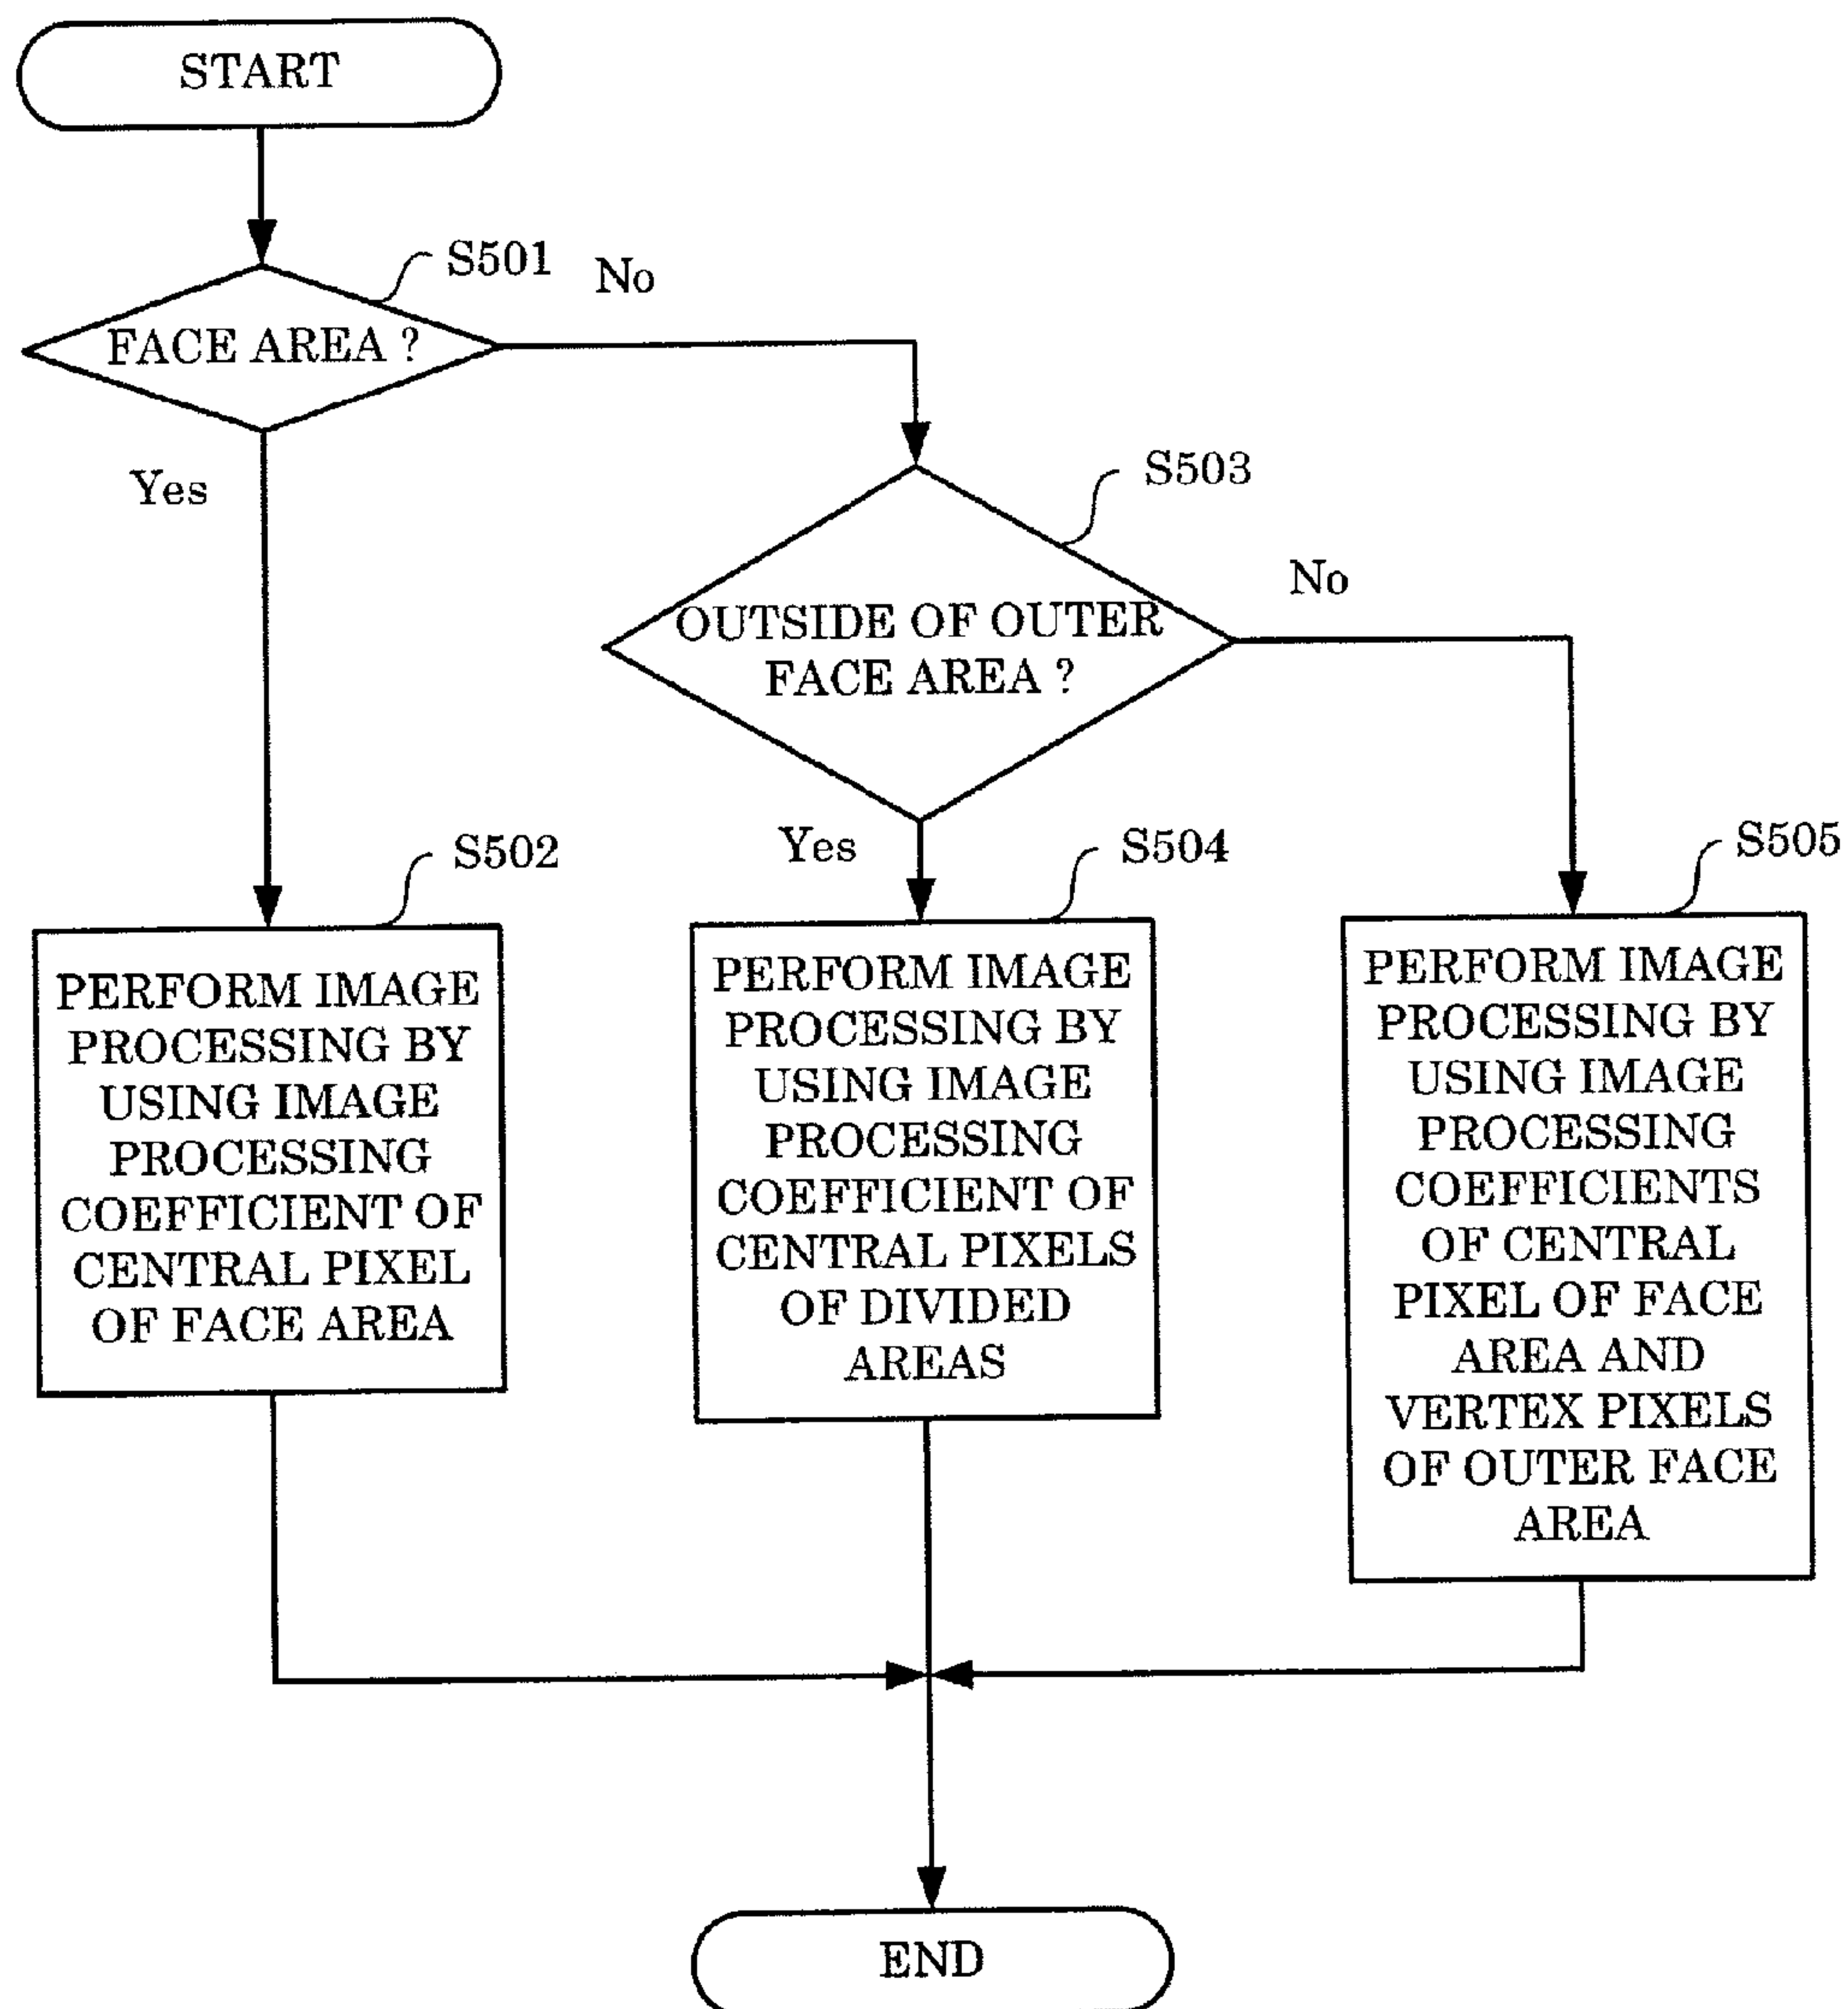 START
S501
No
FACE AREA ?
Yes
S503
No
OUTSIDE OF OUTER
FACE AREA ?
Yes
S502
S504
S505
PERFORM IMAGE
PROCESSING BY
USING IMAGE
PROCESSING
COEFFICIENT OF
CENTRAL PIXEL
OF FACE AREA
PERFORM IMAGE
PROCESSING BY
USING IMAGE
PROCESSING
COEFFICIENT OF
CENTRAL PIXELS
OF DIVIDED
AREAS
PERFORM IMAGE
PROCESSING BY
USING IMAGE
PROCESSING
COEFFICIENTS
OF CENTRAL
PIXEL OF FACE
AREA AND
VERTEX PIXELS
OF OUTER FACE
AREA
END